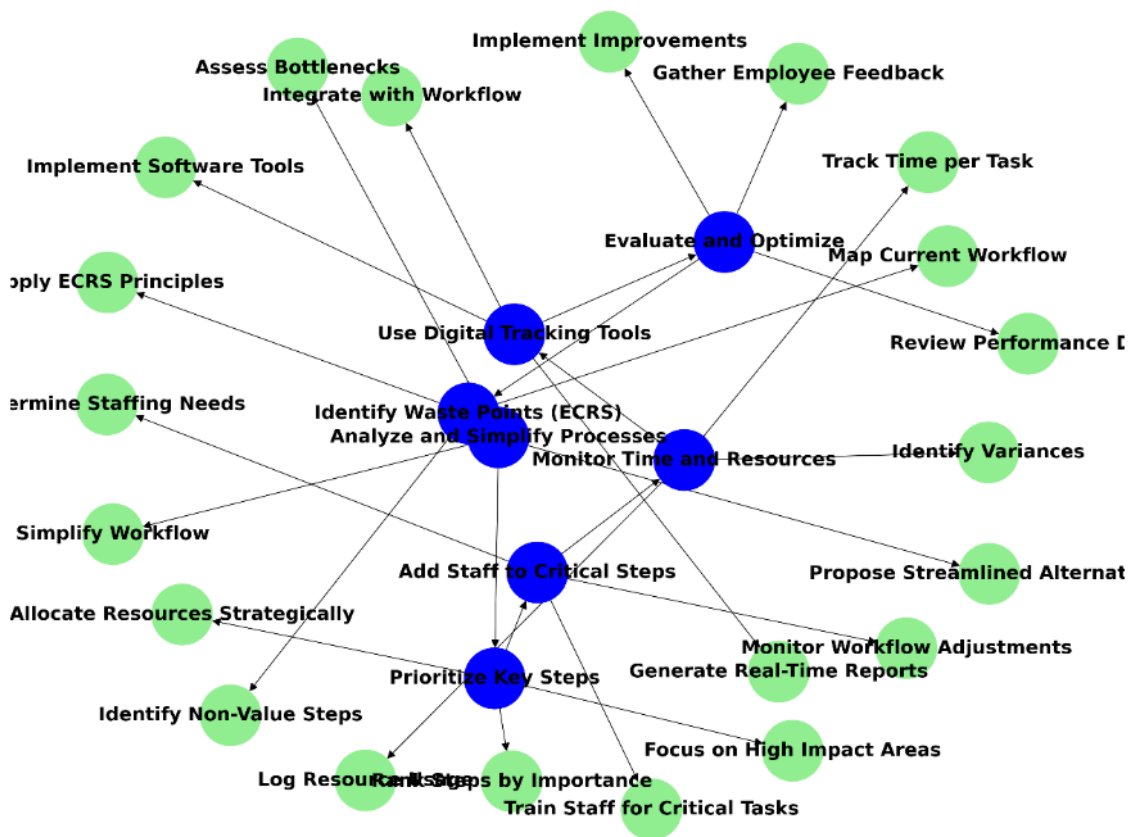 Implement Improvements
Assess Bottlenecks
Gather Employee Feedback
Integrate with Workflow
Implement Software Tools
Track Time per Task
Evaluate and Optimize
Map Current Workflow
pply ECRS Principles
Use Digital Tracking Tools
Review Performance D
ermine Staffing Needs
Identify Waste Points (ECRS)
Analyze and Simplify Processes
Monitor Time and Resources
Identify Variances
Simplify Workflow
Add Staff to Critical Steps
Propose Streamlined Alternat
Allocate Resources Strategically
Monitor Workflow Adjustments
Prioritize Key Steps
Generate Real-Time Reports
Identify Non-Value Steps
Focus on High Impact Areas
Log Resource Usage
Rank Steps by Importance
Train Staff for Critical Tasks